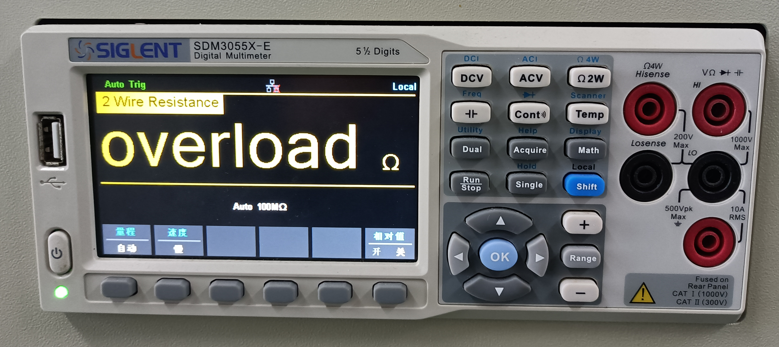 SIGLENT
SDM3055X-E
Digital Multimeter
5 ½ Digits
Auto Trig
Local
2 Wire Resistance
overload Ω
Auto 100MΩ
量程 速度 相对值
自动 慢 开 关
DCI ACI Ω 4W
DCV ACV Ω 2W
Freq Scanner
Cont Temp
Utility Help Display
Dual Acquire Math
Hold Local
Run Stop Single Shift
OK
+
Range
−
Ω4W
Hisense
VΩ
HI
200V
Max
1000V
Max
Losense
LO
500Vpk
Max
10A
RMS
Fused on
Rear Panel
CAT I (1000V)
CAT II (300V)